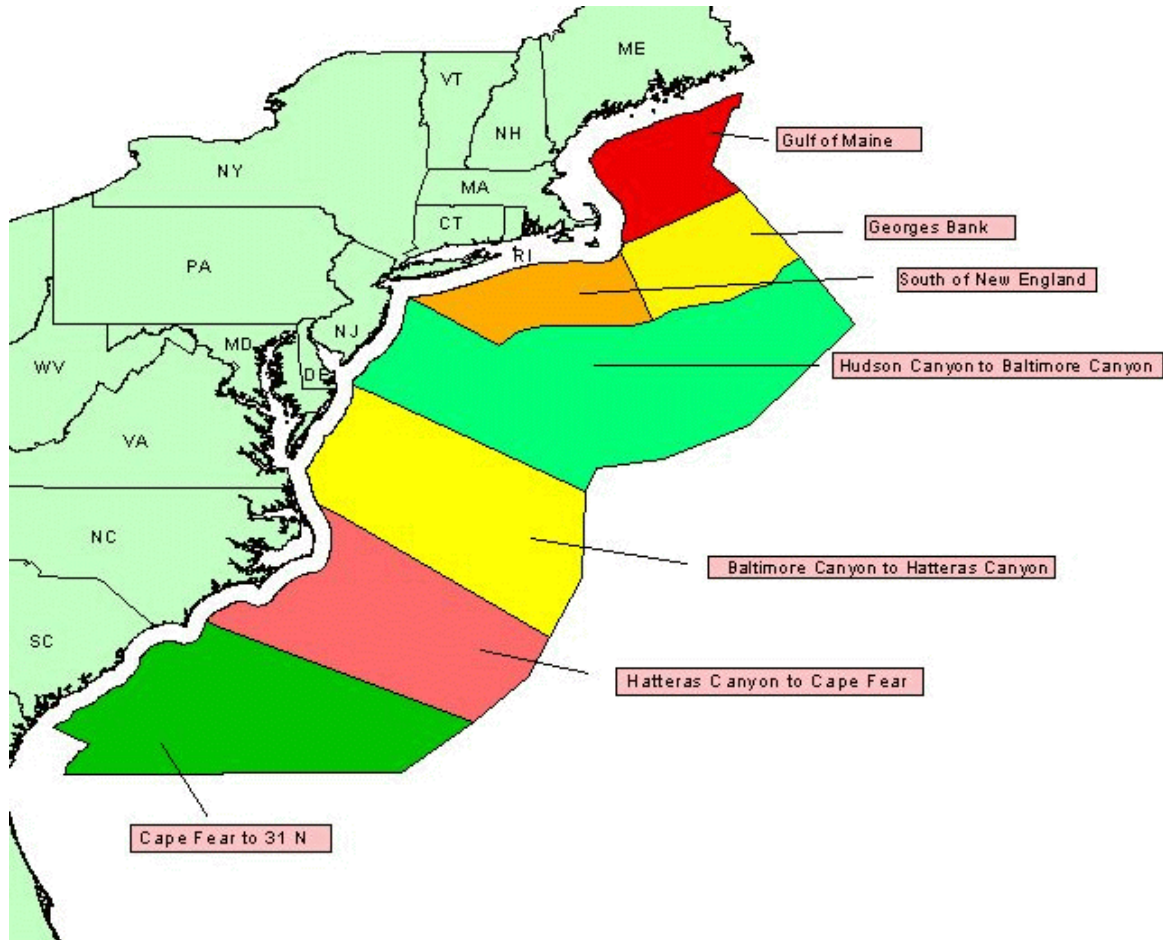 ME
VT
NH
Gulf of Maine
NY
MA
CT
Georges Bank
RI
PA
South of New England
NJ
MD
DE
WV
Hudson Canyon to Baltimore Canyon
VA
NC
Baltimore Canyon to Hatteras Canyon
SC
Hatteras Canyon to Cape Fear
Cape Fear to 31 N